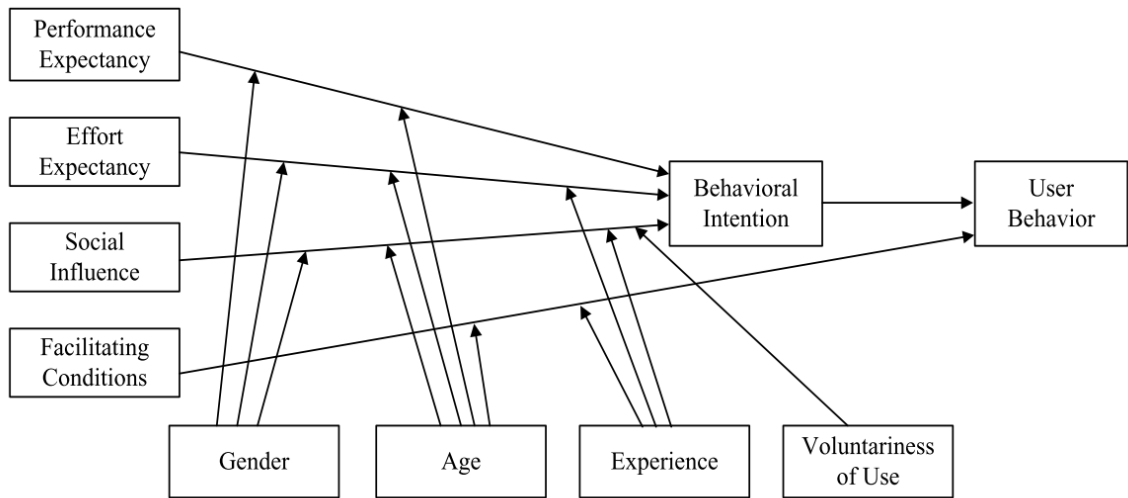 Performance
Expectancy
Effort
Expectancy
Social
Influence
Facilitating
Conditions
Behavioral
Intention
User
Behavior
Gender
Age
Experience
Voluntariness
of Use